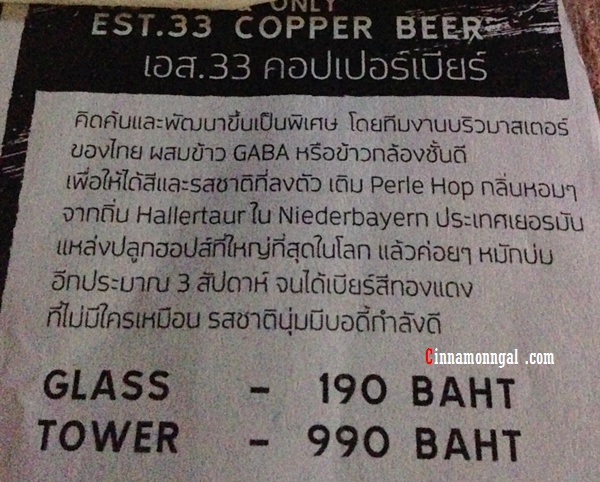 ONLY
EST.33 COPPER BEER
เอส.33 คอปเปอร์เบียร์
คิดค้นและพัฒนาขึ้นเป็นพิเศษ โดยทีมงานบริวมาสเตอร์
ของไทย ผสมข้าว GABA หรือข้าวกล้องชั้นดี
เพื่อให้ได้สีและรสชาติที่ลงตัว เติม Perle Hop กลิ่นหอมๆ
จากถิ่น Hallertaur ใน Niederbayern ประเทศเยอรมัน
แหล่งปลูกฮอปส์ที่ใหญ่ที่สุดในโลก แล้วค่อยๆ หมักบ่ม
อีกประมาณ 3 สัปดาห์ จนได้เบียร์สีทองแดง
ที่ไม่มีใครเหมือน รสชาตินุ่มมีบอดี้กำลังดี
Cinnamonngal .com
GLASS - 190 BAHT
TOWER - 990 BAHT